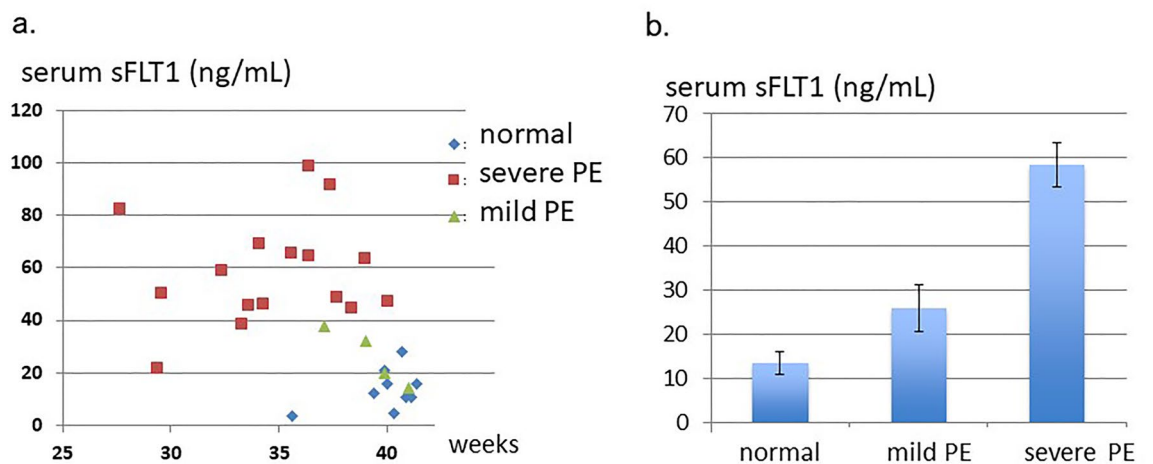 a.
serum sFLT1 (ng/mL)
120
100
80
60
40
20
0
25 30 35 40 weeks
: normal
: severe PE
: mild PE
b.
serum sFLT1 (ng/mL)
70
60
50
40
30
20
10
0
normal mild PE severe PE